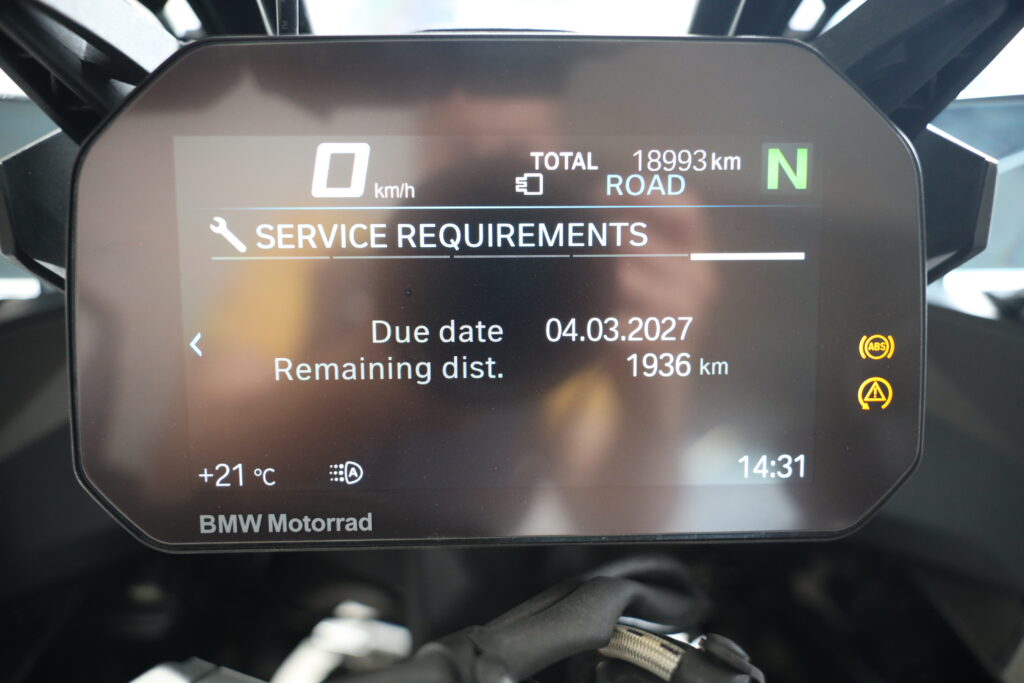 0 km/h
TOTAL 18993 km
ROAD
N
SERVICE REQUIREMENTS
Due date 04.03.2027
Remaining dist. 1936 km
ABS
+21 °C
A
14:31
BMW Motorrad